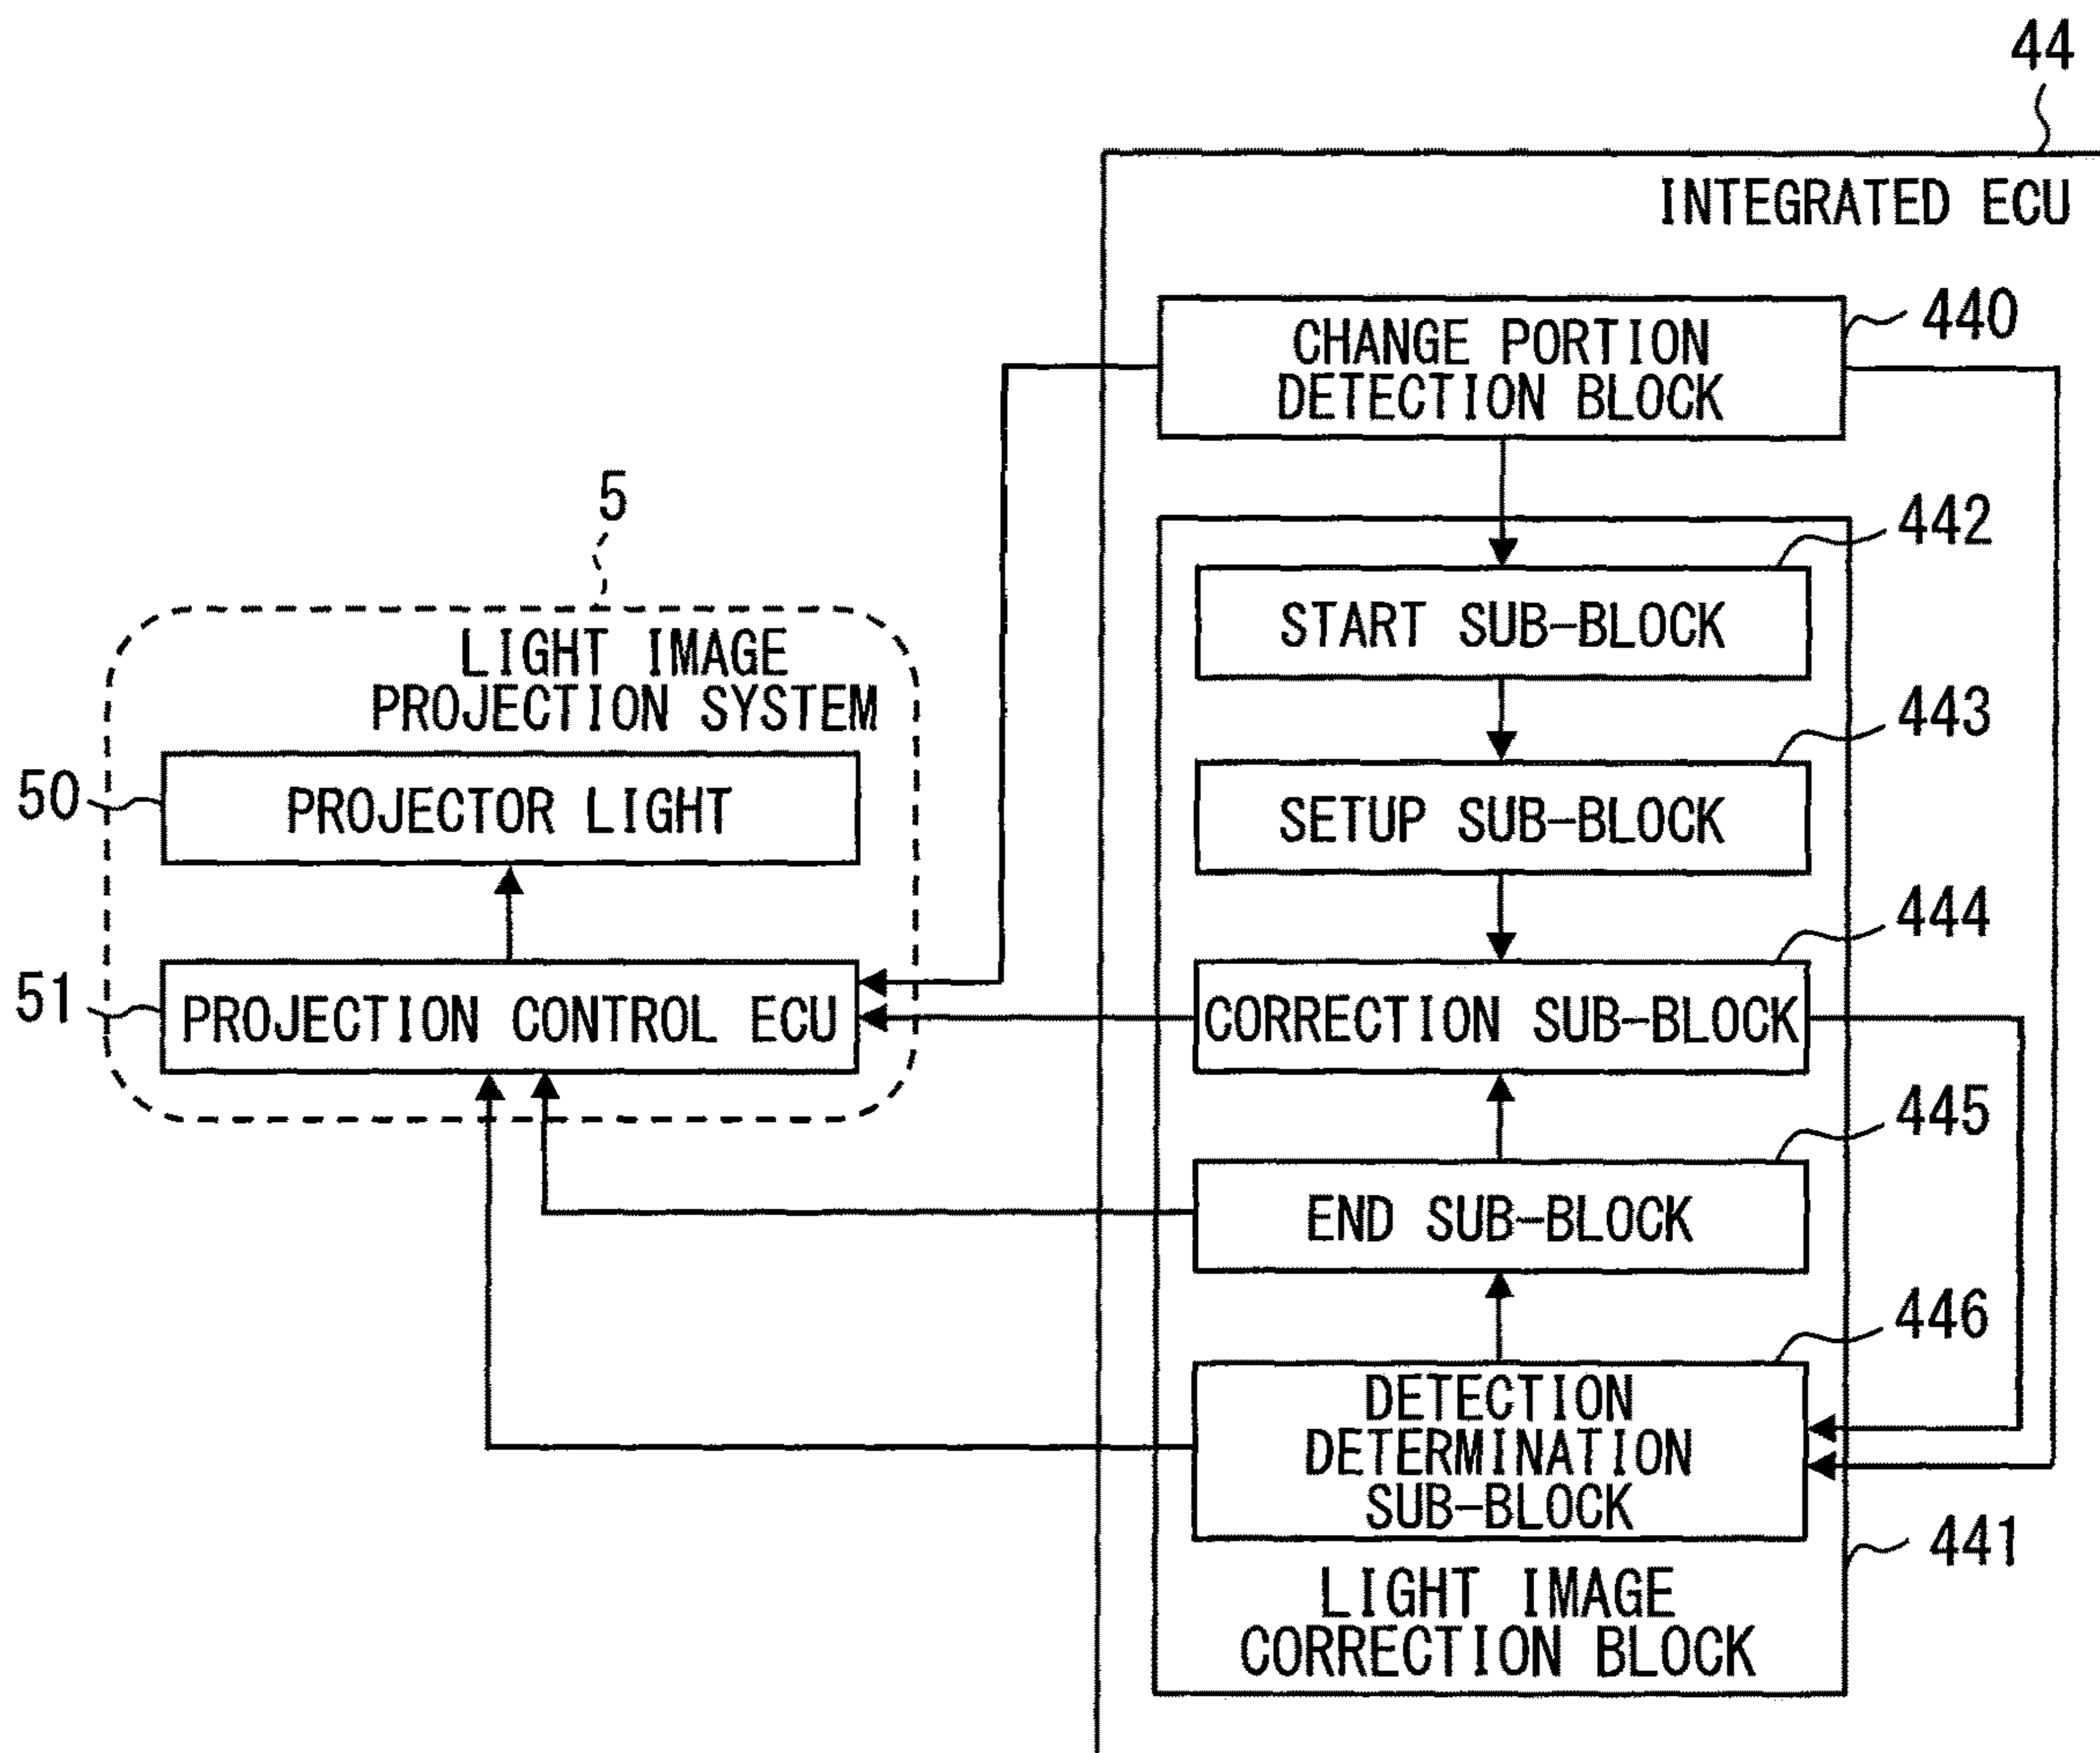 44
INTEGRATED ECU
440
CHANGE PORTION
DETECTION BLOCK
5
442
START SUB-BLOCK
LIGHT IMAGE
PROJECTION SYSTEM
443
50
PROJECTOR LIGHT
SETUP SUB-BLOCK
444
51
PROJECTION CONTROL ECU
CORRECTION SUB-BLOCK
445
END SUB-BLOCK
446
DETECTION
DETERMINATION
SUB-BLOCK
441
LIGHT IMAGE
CORRECTION BLOCK